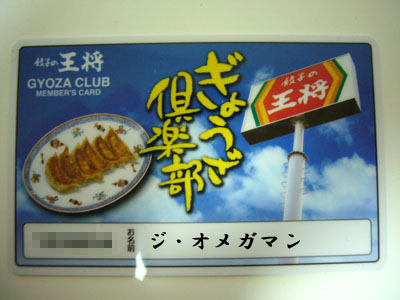 餃子の王将
GYOZA CLUB
MEMBER'S CARD
ぎょうざ
倶楽部
餃子の
王将
お名前
ジ・オメガマン